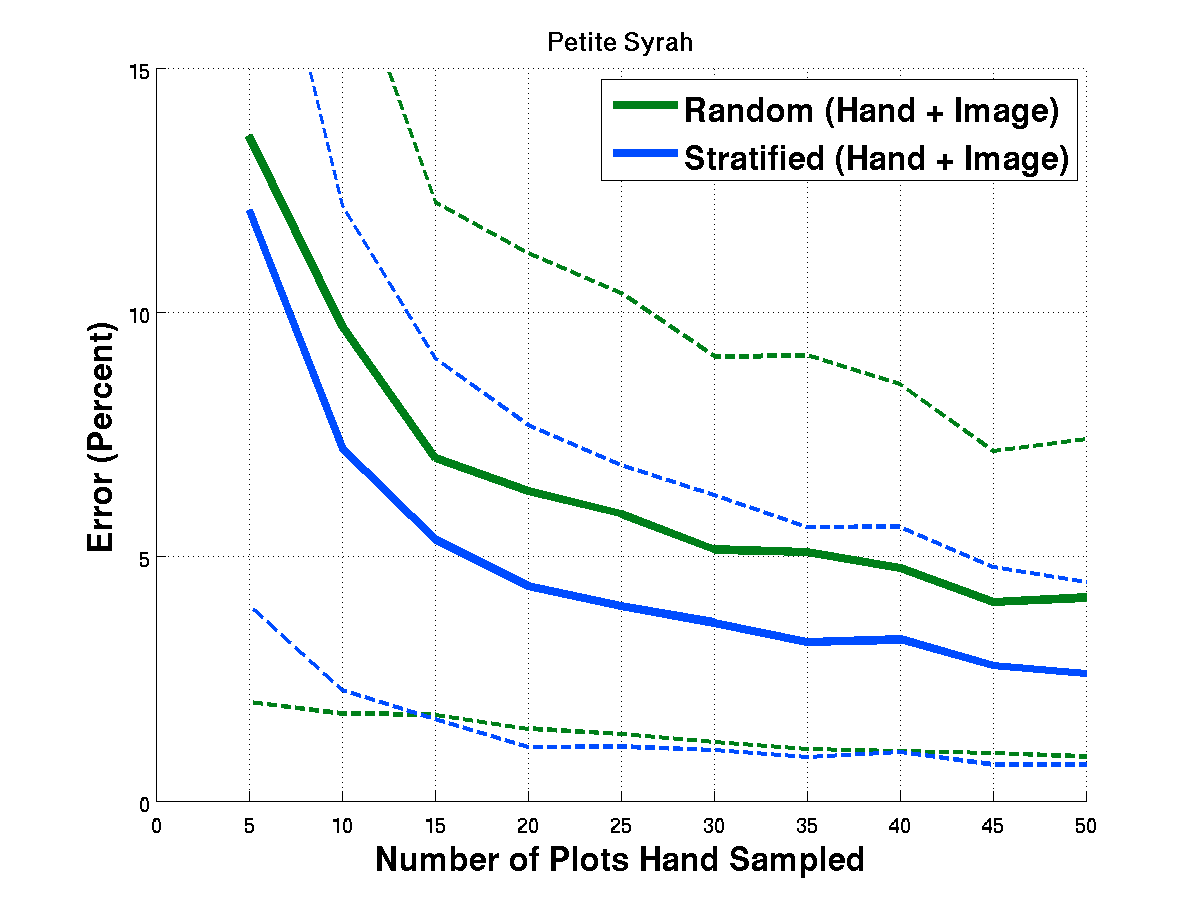 Petite Syrah
15
10
5
0
Error (Percent)
Random (Hand + Image)
Stratified (Hand + Image)
0 5 10 15 20 25 30 35 40 45 50
Number of Plots Hand Sampled